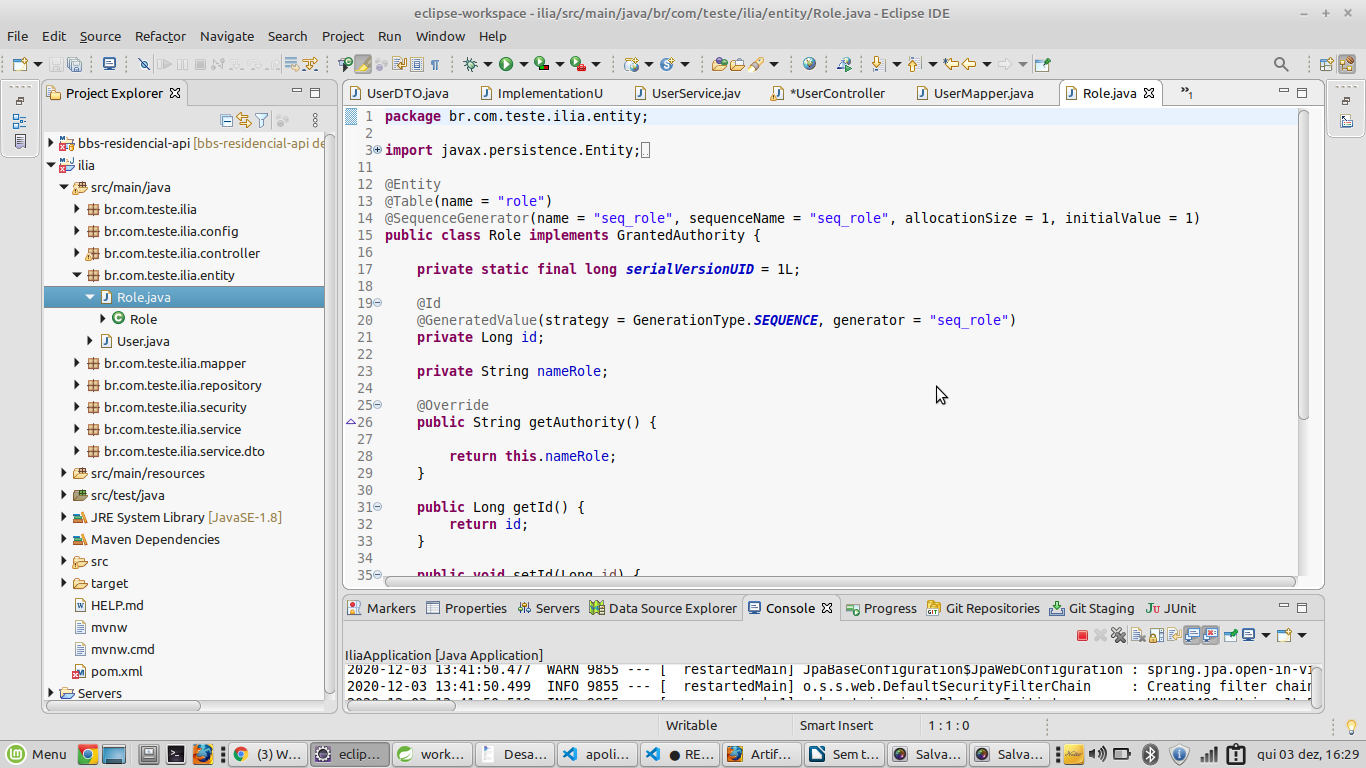 eclipse-workspace - ilia/src/main/java/br/com/teste/ilia/entity/Role.java - Eclipse IDE
File Edit Source Refactor Navigate Search Project Run Window Help
Project Explorer
bbs-residencial-api [bbs-residencial-api de
ilia
src/main/java
br.com.teste.ilia
br.com.teste.ilia.config
br.com.teste.ilia.controller
br.com.teste.ilia.entity
Role.java
Role
User.java
br.com.teste.ilia.mapper
br.com.teste.ilia.repository
br.com.teste.ilia.security
br.com.teste.ilia.service
br.com.teste.ilia.service.dto
src/main/resources
src/test/java
JRE System Library [JavaSE-1.8]
Maven Dependencies
src
target
HELP.md
mvnw
mvnw.cmd
pom.xml
Servers
UserDTO.java ImplementationU UserService.jav *UserController UserMapper.java Role.java »1
1 package br.com.teste.ilia.entity;
2
3 import javax.persistence.Entity;
11
12 @Entity
13 @Table(name = "role")
14 @SequenceGenerator(name = "seq_role", sequenceName = "seq_role", allocationSize = 1, initialValue = 1)
15 public class Role implements GrantedAuthority {
16
17 private static final long serialVersionUID = 1L;
18
19 @Id
20 @GeneratedValue(strategy = GenerationType.SEQUENCE, generator = "seq_role")
21 private Long id;
22
23 private String nameRole;
24
25 @Override
26 public String getAuthority() {
27
28 return this.nameRole;
29 }
30
31 public Long getId() {
32 return id;
33 }
34
35 public void setId(Long id) {
Markers Properties Servers Data Source Explorer Console Progress Git Repositories Git Staging JU JUnit
IliaApplication [Java Application]
2020-12-03 13:41:50.477 WARN 9855 --- [ restartedMain] JpaBaseConfiguration$JpaWebConfiguration : spring.jpa.open-in-vi
2020-12-03 13:41:50.499 INFO 9855 --- [ restartedMain] o.s.s.web.DefaultSecurityFilterChain : Creating filter chain
Writable Smart Insert 1 : 1 : 0
Menu (3) W... eclip... work... Desa... apoli... ● RE... Artif... Sem t... Salva... Salva... qui 03 dez, 16:29